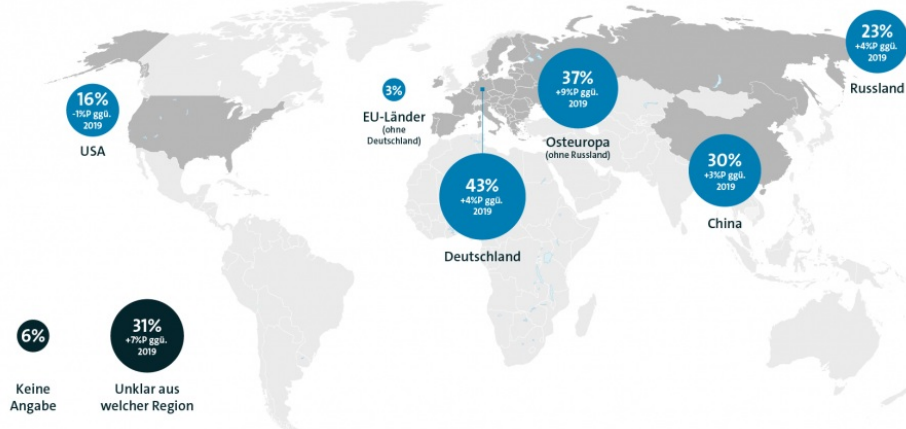 23%
+4%P ggü.
2019
Russland
37%
+9%P ggü.
2019
Osteuropa
(ohne Russland)
3%
EU-Länder
(ohne
Deutschland)
16%
-1%P ggü.
2019
USA
30%
+3%P ggü.
2019
China
43%
+4%P ggü.
2019
Deutschland
6%
Keine
Angabe
31%
+7%P ggü.
2019
Unklar aus
welcher Region